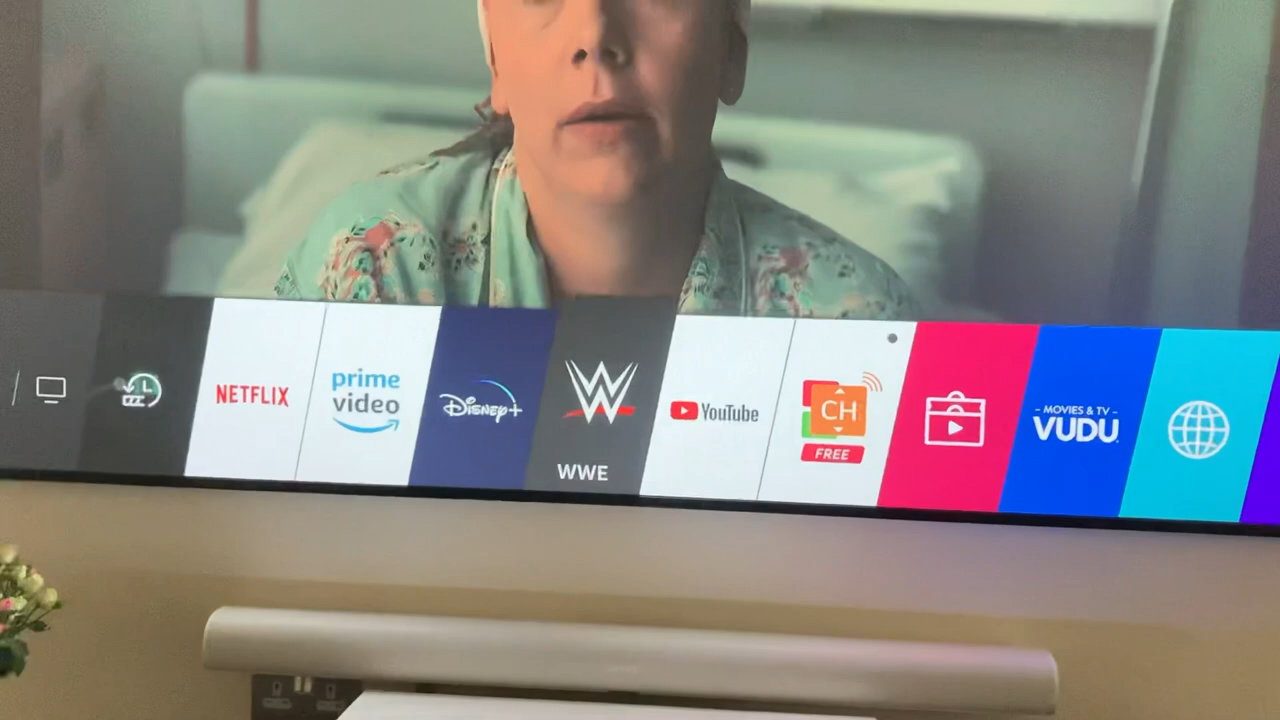 NETFLIX
prime
video
Disney+
W
WWE
YouTube
CH
FREE
- MOVIES & TV -
VUDU